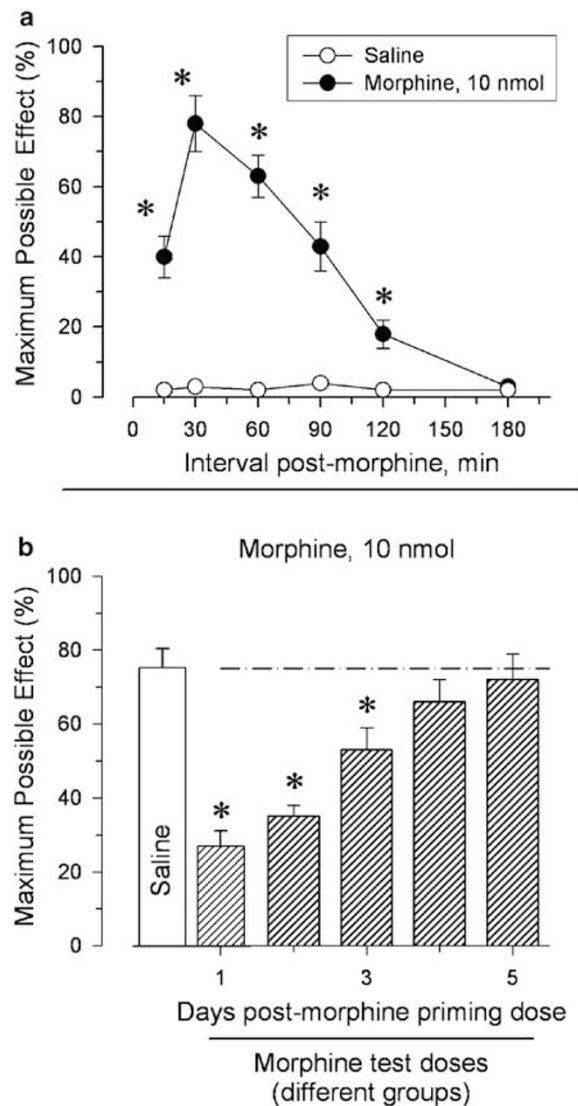 a
Saline
Morphine, 10 nmol
Maximum Possible Effect (%)
100
80
60
40
20
0
* * * * *
0 30 60 90 120 150 180
Interval post-morphine, min
b
Morphine, 10 nmol
Maximum Possible Effect (%)
100
80
60
40
20
0
Saline
* * *
1 3 5
Days post-morphine priming dose
Morphine test doses
(different groups)